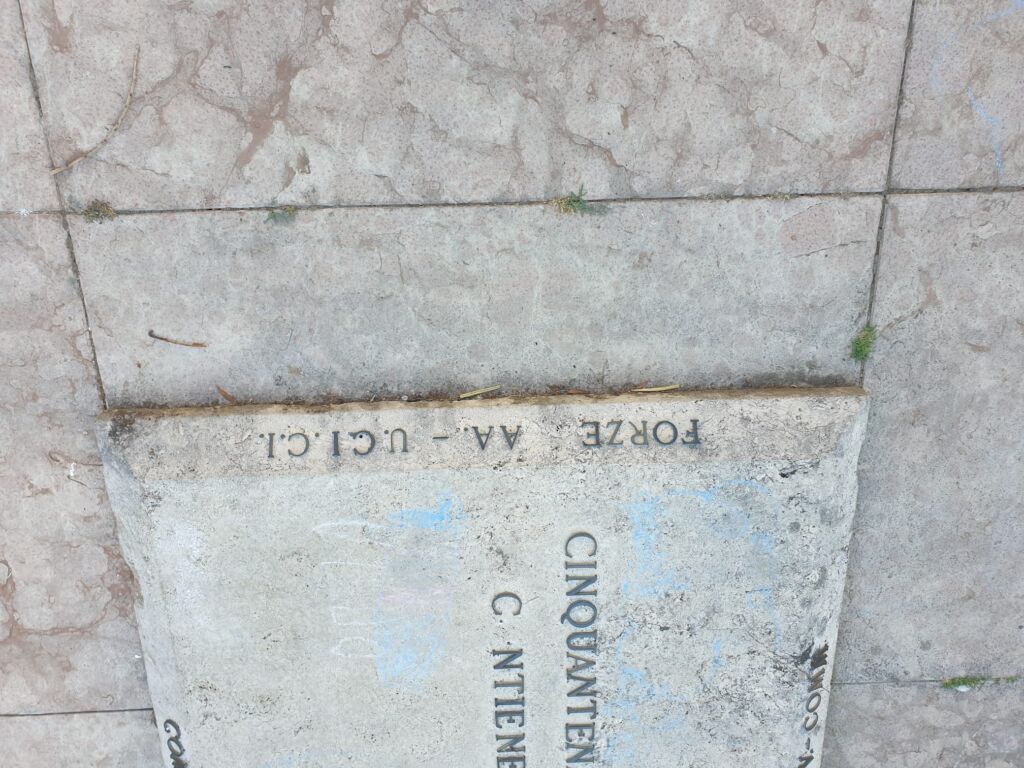 FORZE AA. - U.C.I.C.I.
CINQUANTEN
C. NTIENE